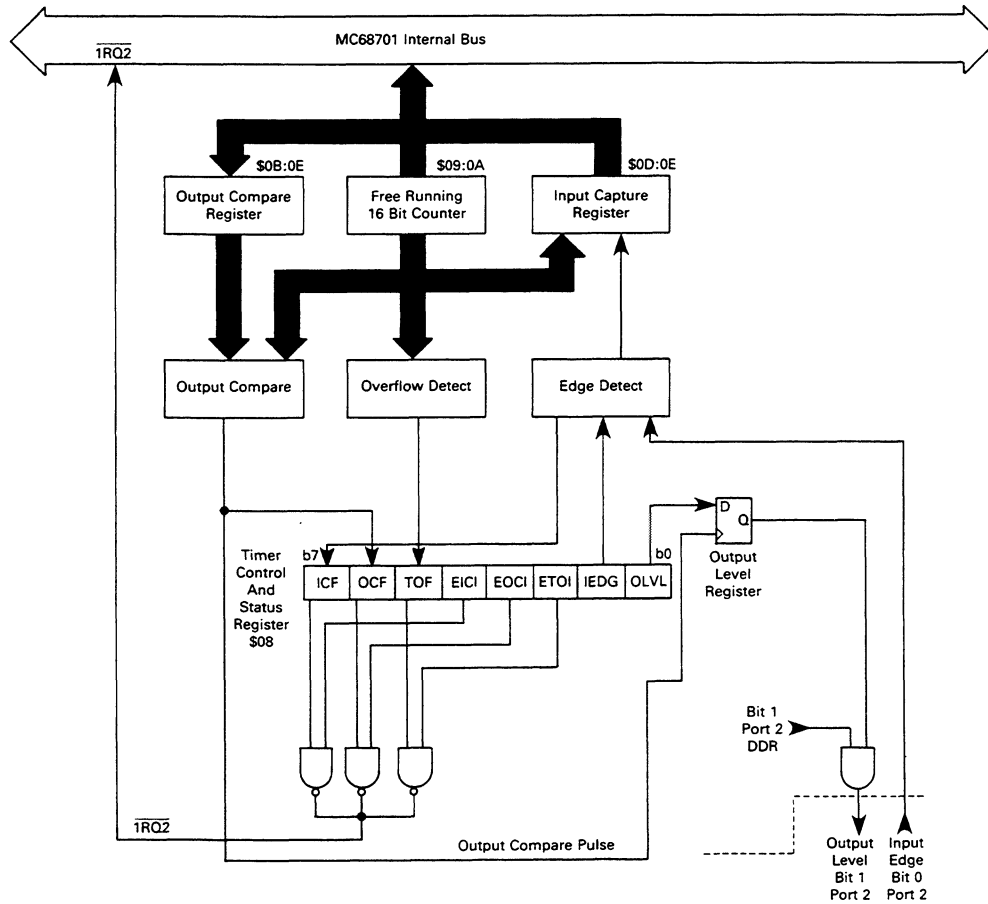 MC68701 Internal Bus
1RQ2
$0B:0E
$09:0A
$0D:0E
Output Compare
Register
Free Running
16 Bit Counter
Input Capture
Register
Output Compare
Overflow Detect
Edge Detect
D
Q
Output
Level
Register
Timer
Control
And
Status
Register
$08
b7
b0
ICF OCF TOF EICI EOCI ETOI IEDG OLVL
Bit 1
Port 2
DDR
1RQ2
Output Compare Pulse
Output
Level
Bit 1
Port 2
Input
Edge
Bit 0
Port 2